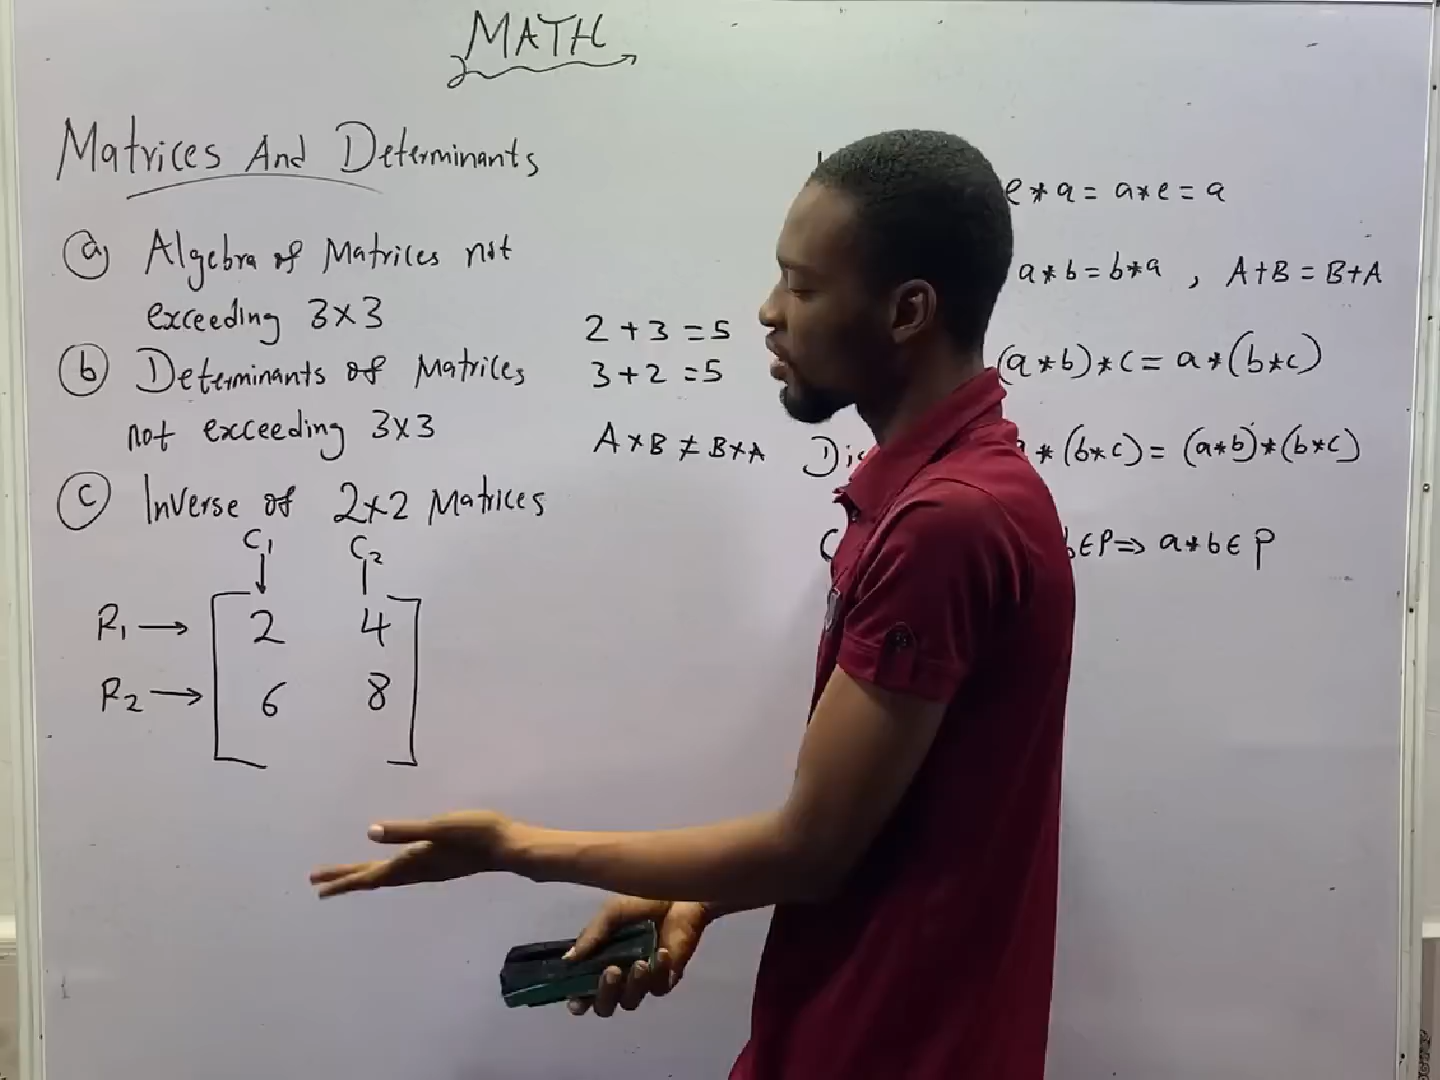 MATH
Matrices And Determinants
(a) Algebra of Matrices not
exceeding 3x3
(b) Determinants of Matrices
not exceeding 3x3
(c) Inverse of 2x2 Matrices
C₁ C₂
R₁ → 2 4
R₂ → 6 8
2 + 3 = 5
3 + 2 = 5
A x B ≠ B x A
e * a = a * e = a
a * b = b * a , A + B = B + A
(a * b) * c = a * (b * c)
* (b * c) = (a * b) * (b * c)
∈ P ⇒ a * b ∈ P